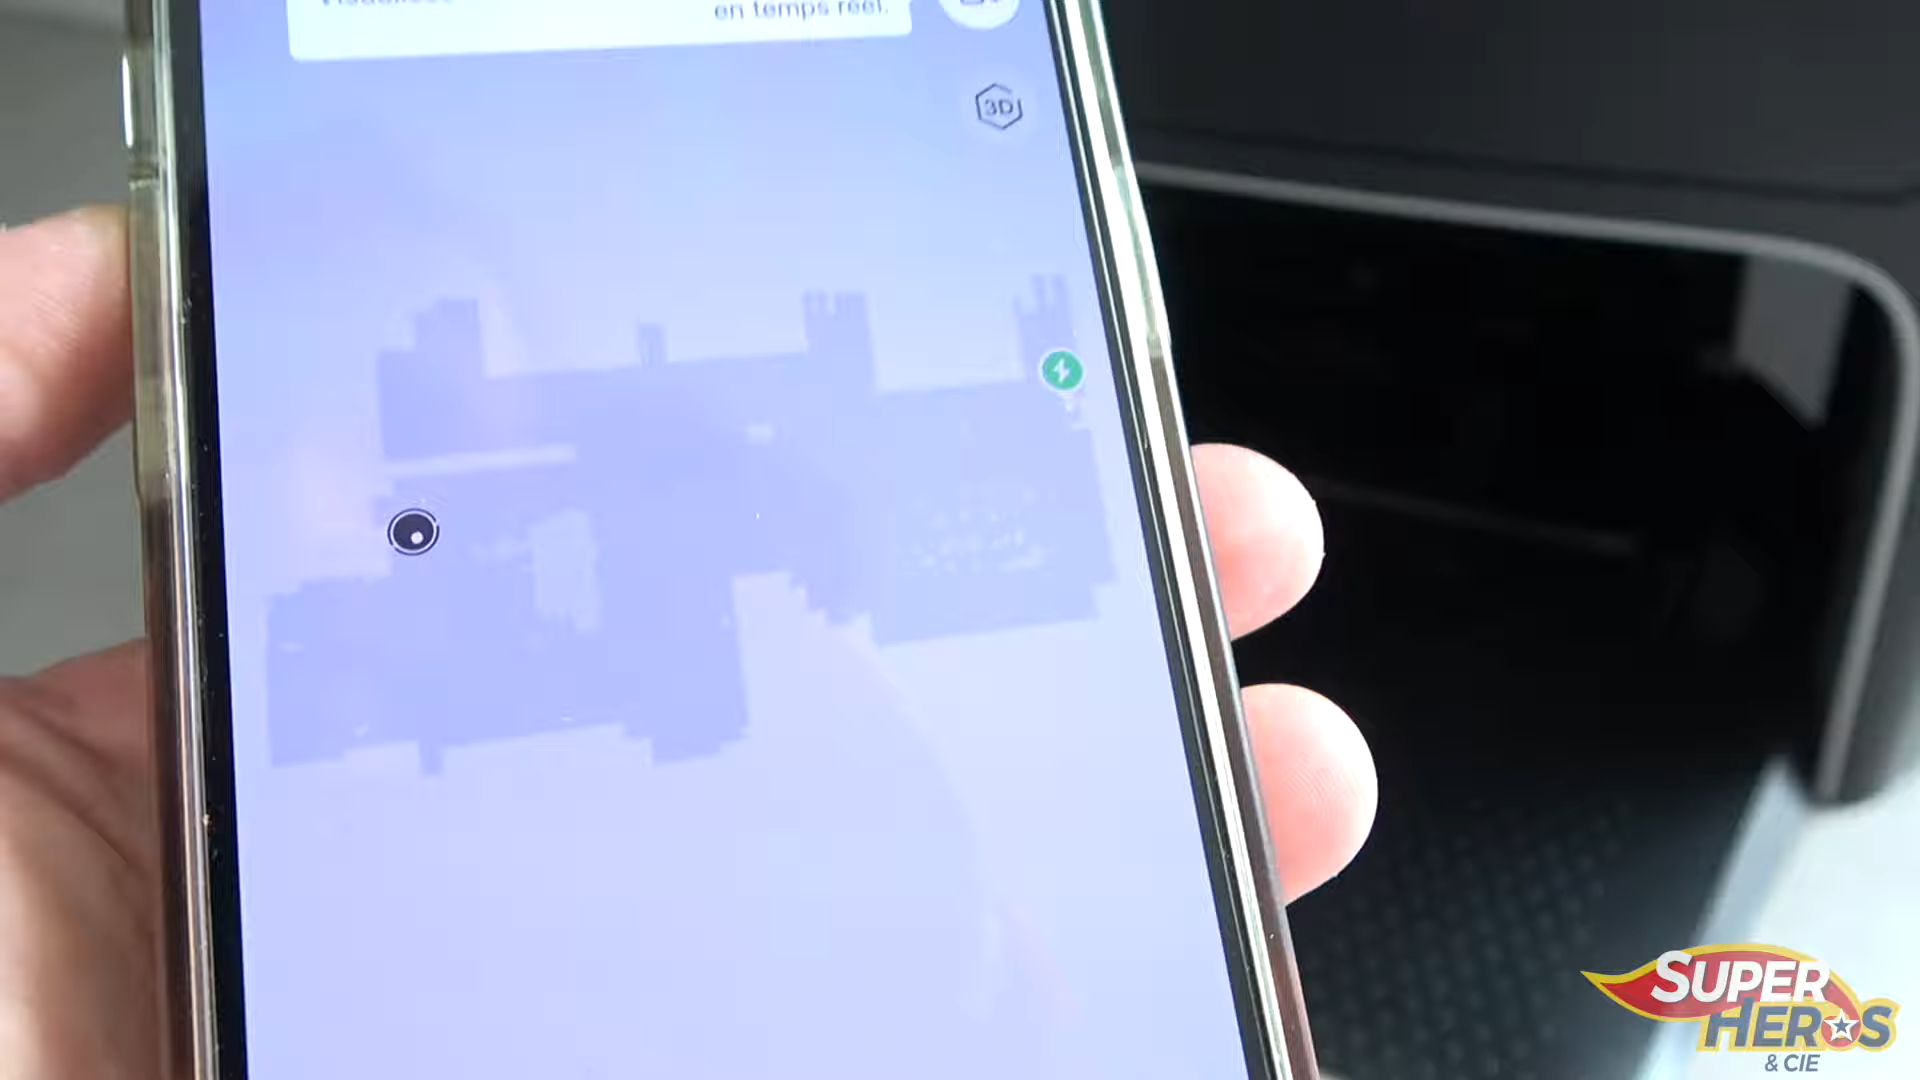 en temps réel.
3D
SUPER
HEROS
& CIE